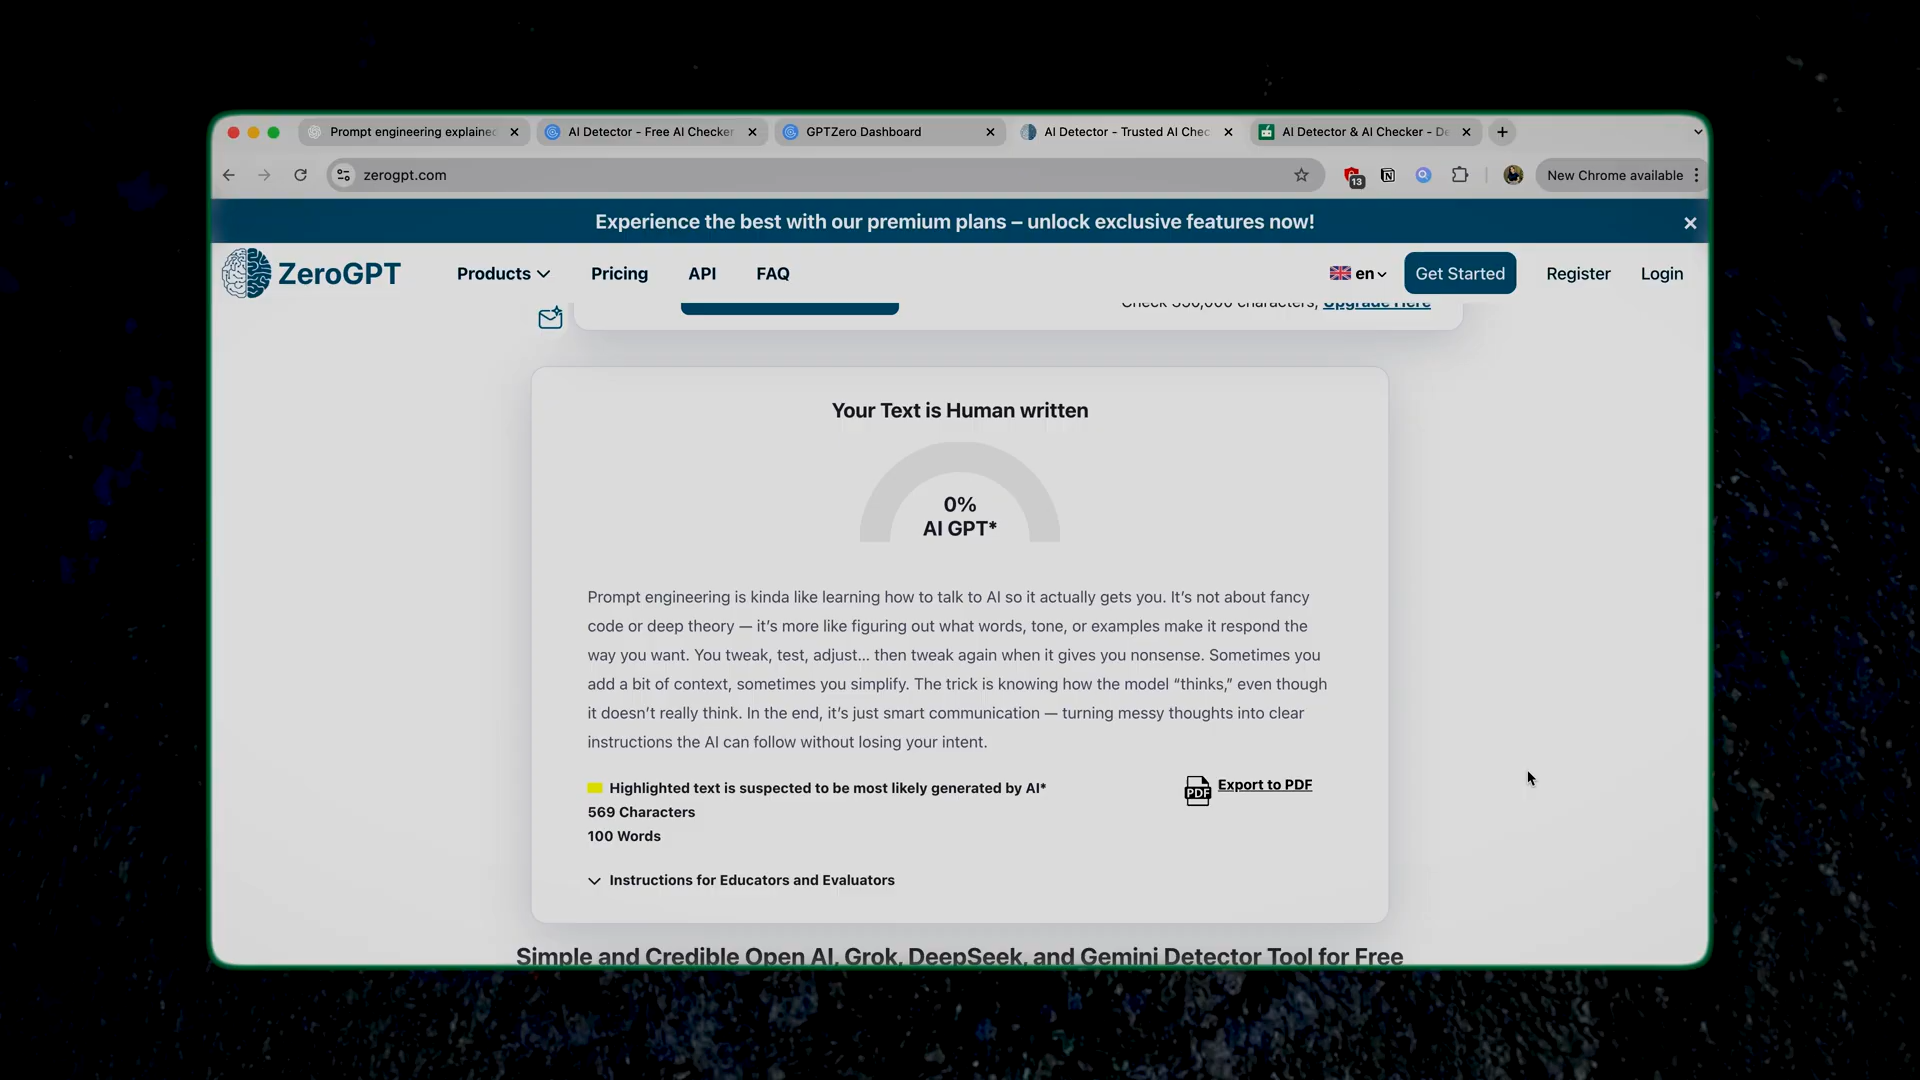 Prompt engineering explained
AI Detector - Free AI Checker
GPTZero Dashboard
AI Detector - Trusted AI Chec
AI Detector & AI Checker - De
zerogpt.com
13
New Chrome available
Experience the best with our premium plans – unlock exclusive features now!
ZeroGPT
Products
Pricing
API
FAQ
en
Get Started
Register
Login
Check 350,000 characters, Upgrade Here
Your Text is Human written
0%
AI GPT*
Prompt engineering is kinda like learning how to talk to AI so it actually gets you. It’s not about fancy
code or deep theory — it’s more like figuring out what words, tone, or examples make it respond the
way you want. You tweak, test, adjust... then tweak again when it gives you nonsense. Sometimes you
add a bit of context, sometimes you simplify. The trick is knowing how the model “thinks,” even though
it doesn’t really think. In the end, it’s just smart communication — turning messy thoughts into clear
instructions the AI can follow without losing your intent.
Highlighted text is suspected to be most likely generated by AI*
569 Characters
100 Words
PDF
Export to PDF
Instructions for Educators and Evaluators
Simple and Credible Open AI, Grok, DeepSeek, and Gemini Detector Tool for Free